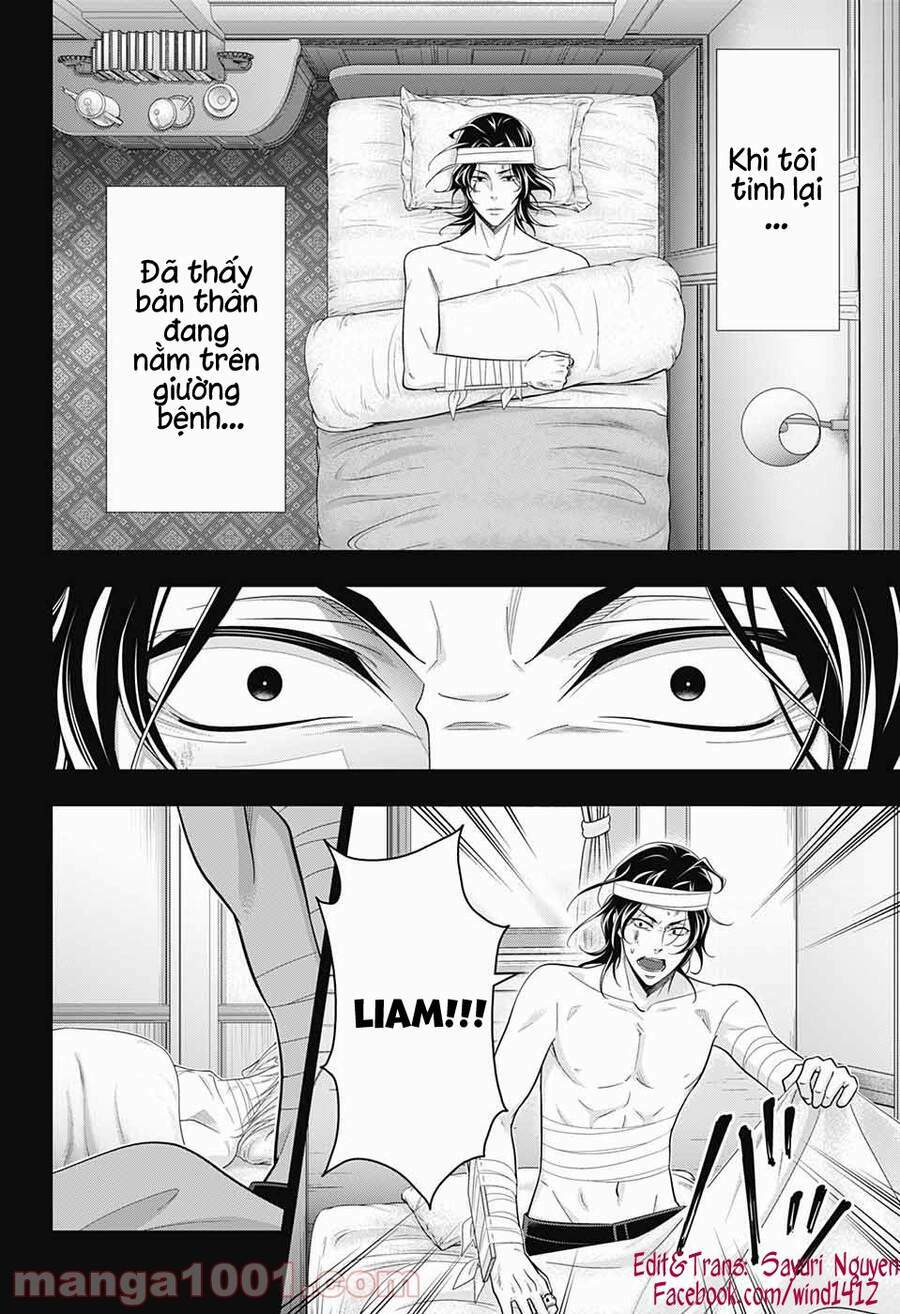 Khi tôi
tỉnh lại
...
Đã thấy
bản thân
đang
nằm trên
giường
bệnh...
LIAM!!!
manga1001.com
Edit&Trans: Sayuri Nguyen
Facebook.com/wind1412